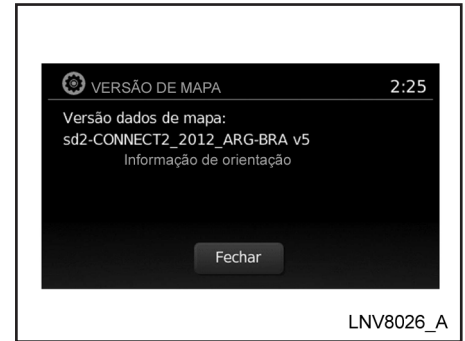 VERSÃO DE MAPA 2:25
Versão dados de mapa:
sd2-CONNECT2_2012_ARG-BRA v5
Informação de orientação
Fechar
LNV8026_A